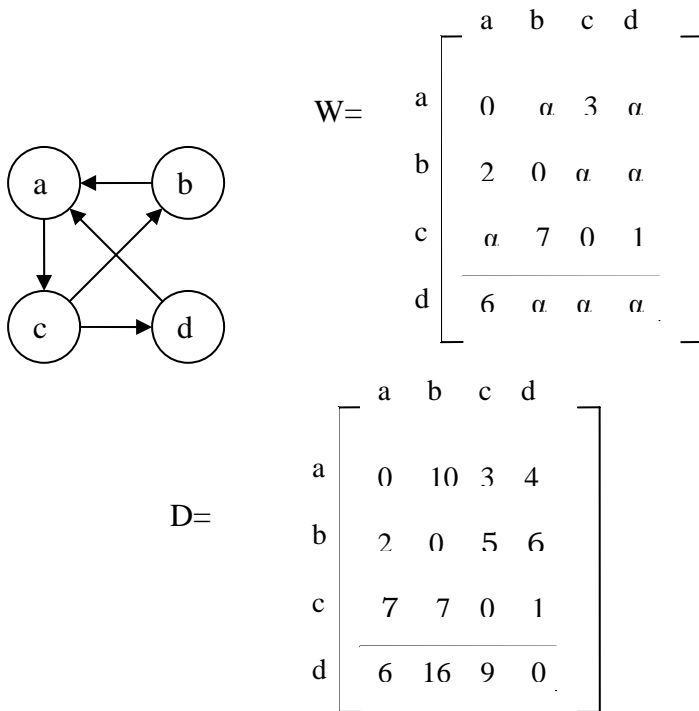 a b c d
W=
a 0 α 3 α
b 2 0 α α
c α 7 0 1
d 6 α α α
a b
c d
a b c d
D=
a 0 10 3 4
b 2 0 5 6
c 7 7 0 1
d 6 16 9 0